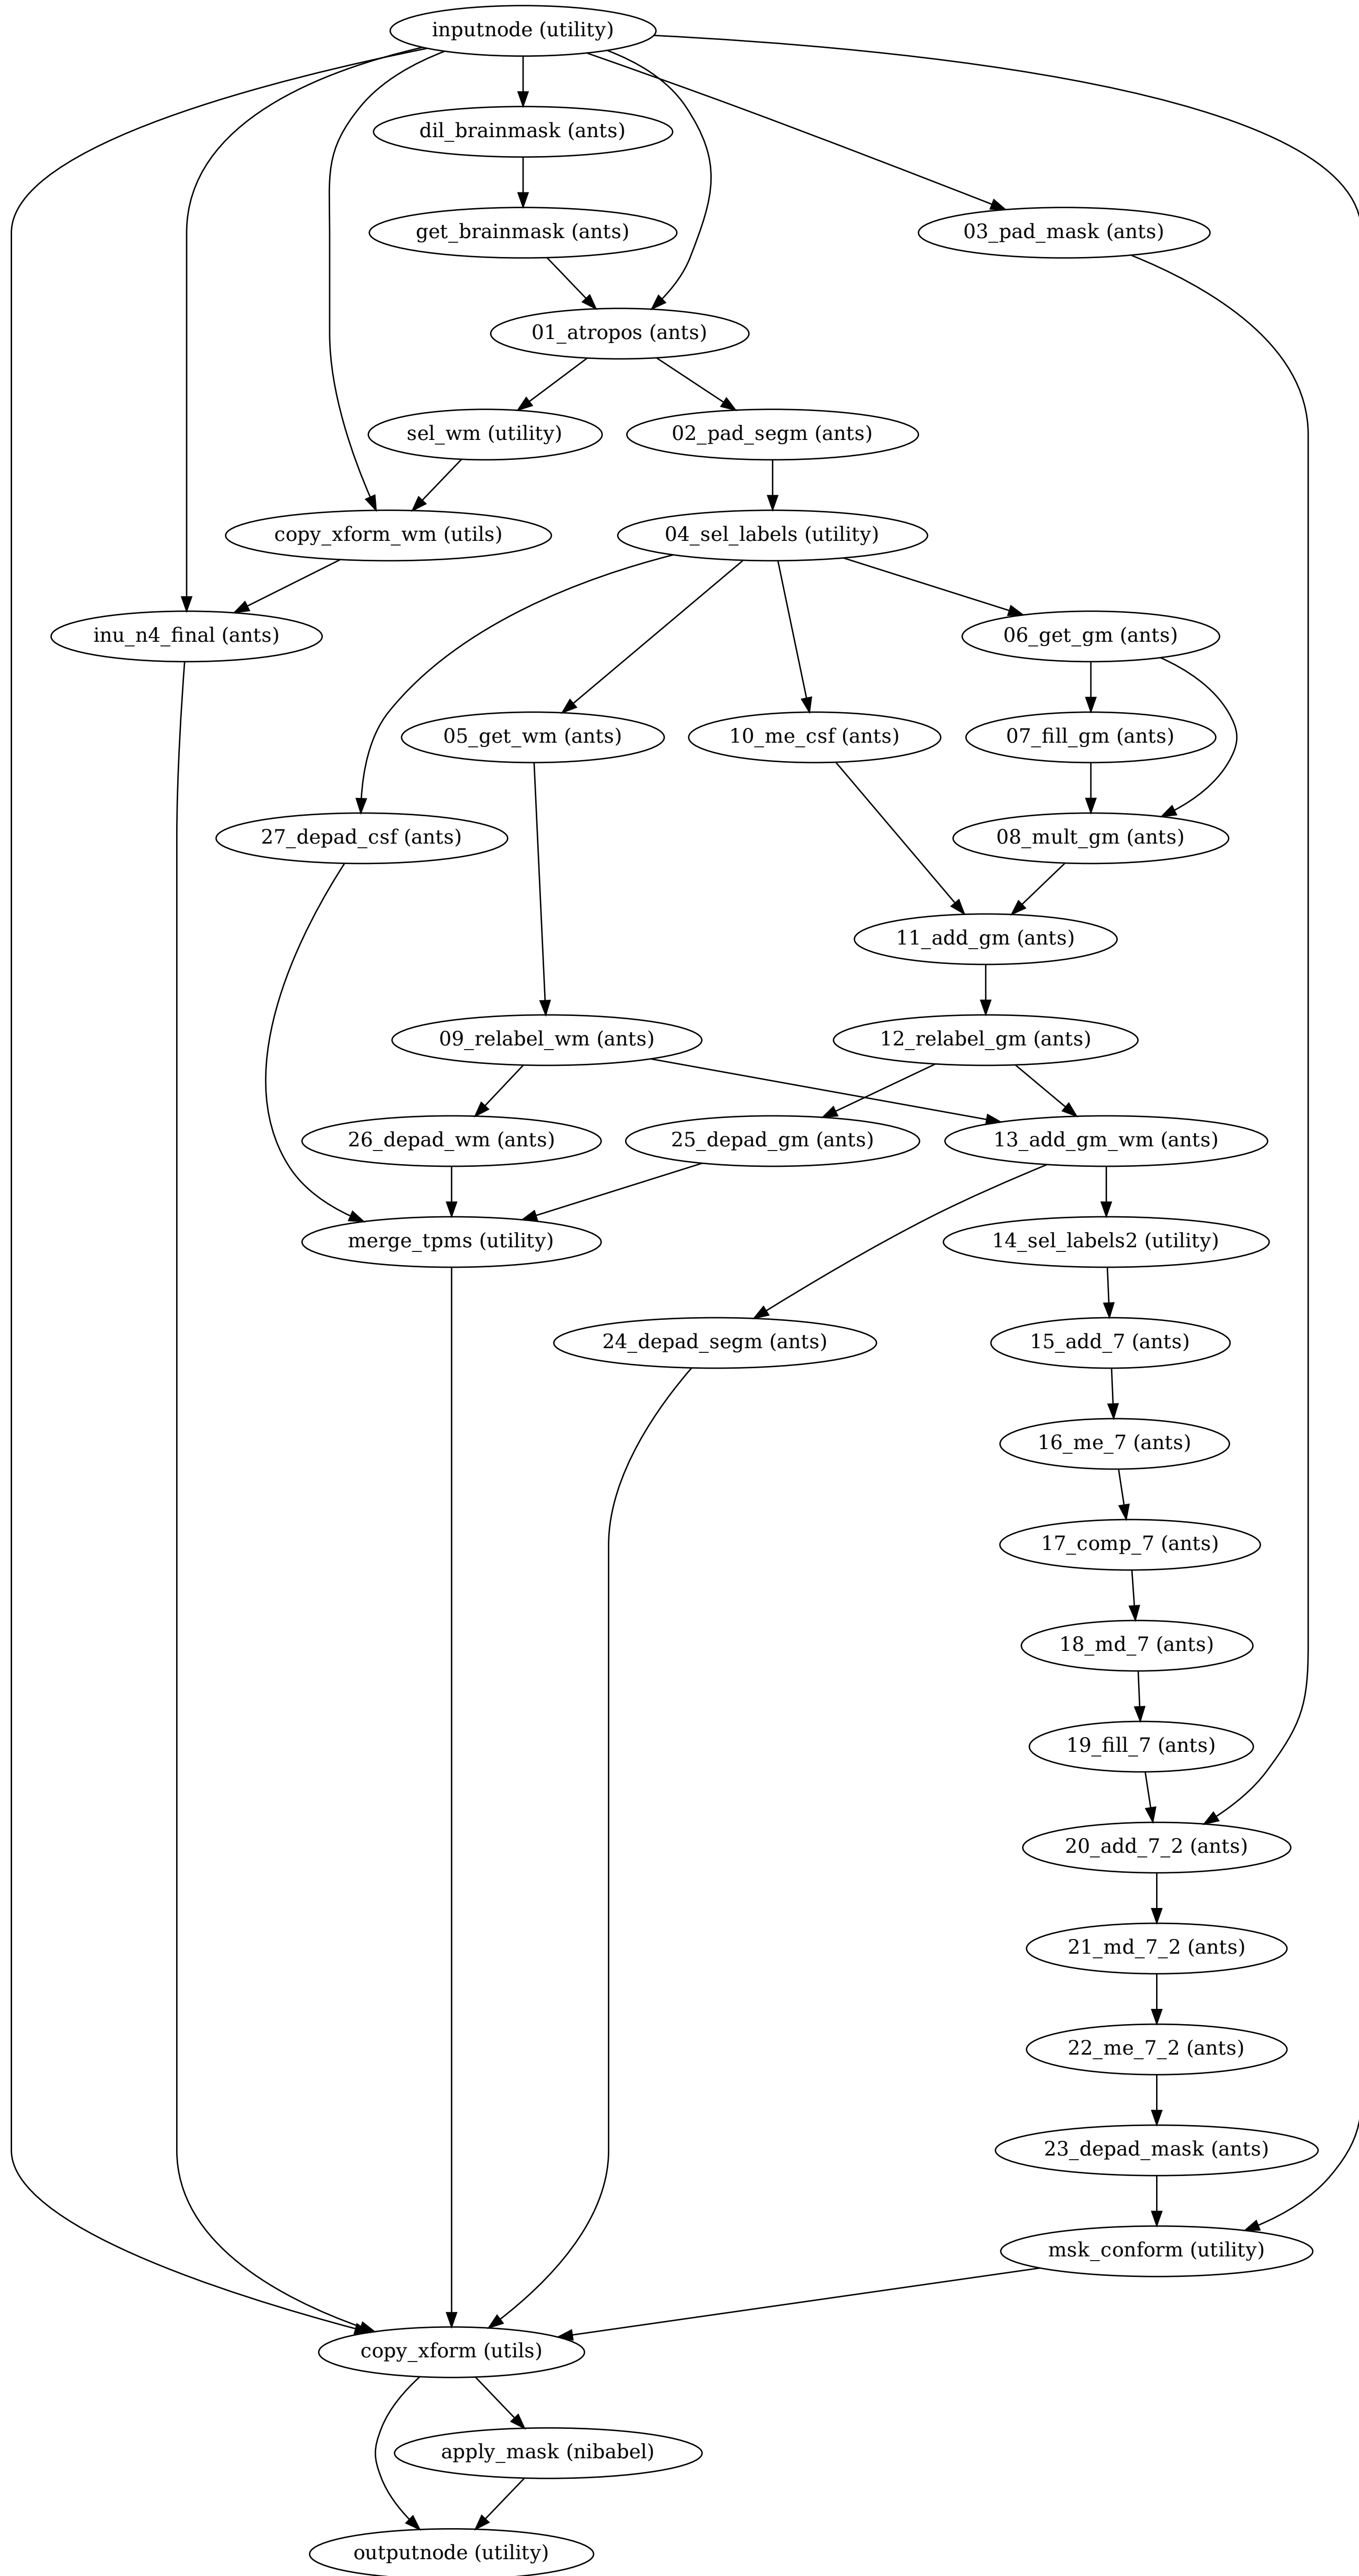 inputnode (utility)
dil_brainmask (ants)
get_brainmask (ants)
03_pad_mask (ants)
01_atropos (ants)
sel_wm (utility)
02_pad_segm (ants)
copy_xform_wm (utils)
04_sel_labels (utility)
inu_n4_final (ants)
06_get_gm (ants)
05_get_wm (ants)
10_me_csf (ants)
07_fill_gm (ants)
27_depad_csf (ants)
08_mult_gm (ants)
11_add_gm (ants)
09_relabel_wm (ants)
12_relabel_gm (ants)
26_depad_wm (ants)
25_depad_gm (ants)
13_add_gm_wm (ants)
merge_tpms (utility)
14_sel_labels2 (utility)
24_depad_segm (ants)
15_add_7 (ants)
16_me_7 (ants)
17_comp_7 (ants)
18_md_7 (ants)
19_fill_7 (ants)
20_add_7_2 (ants)
21_md_7_2 (ants)
22_me_7_2 (ants)
23_depad_mask (ants)
msk_conform (utility)
copy_xform (utils)
apply_mask (nibabel)
outputnode (utility)